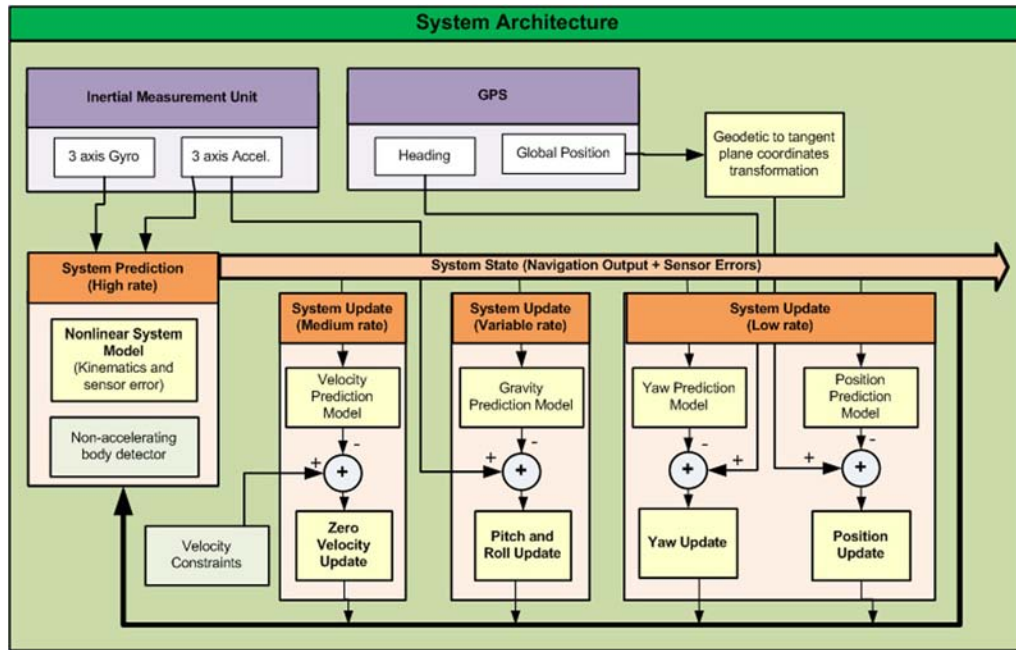 System Architecture
Inertial Measurement Unit
GPS
3 axis Gyro
3 axis Accel.
Heading
Global Position
Geodetic to tangent
plane coordinates
transformation
System Prediction
(High rate)
System State (Navigation Output + Sensor Errors)
Nonlinear System
Model
(Kinematics and
sensor error)
Non-accelerating
body detector
System Update
(Medium rate)
System Update
(Variable rate)
System Update
(Low rate)
Velocity
Prediction
Model
Gravity
Prediction Model
Yaw Prediction
Model
Position
Prediction
Model
-
-
-
-
+
+
+
+
+
+
+
+
Velocity
Constraints
Zero
Velocity
Update
Pitch and
Roll Update
Yaw Update
Position
Update